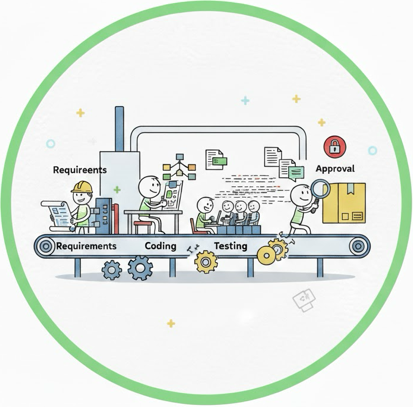 Requireents
Approval
Requirements
Coding
Testing